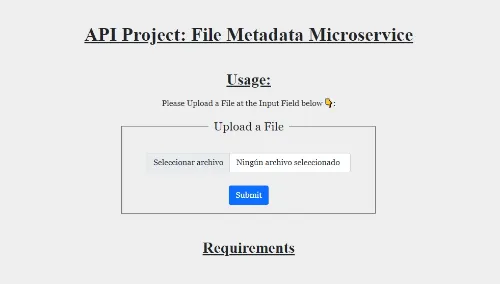 API Project: File Metadata Microservice
Usage:
Please Upload a File at the Input Field below 👇:
Upload a File
Seleccionar archivo Ningún archivo seleccionado
Submit
Requirements